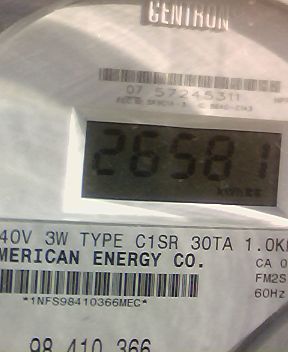 CENTRON
07 57245311
26581
40V 3W TYPE C1SR 30TA 1.0K
MERICAN ENERGY CO.
CA 0
FM2S
*1NFS98410366MEC*
60Hz
98 410 366